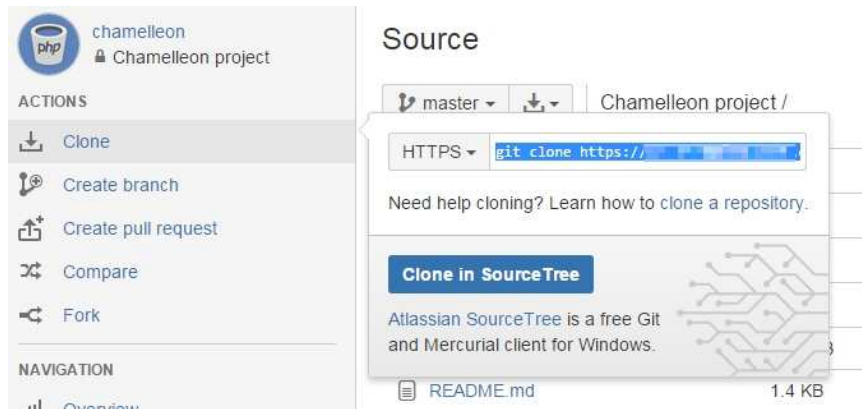 php
chamelleon
Chamelleon project
ACTIONS
Clone
Create branch
Create pull request
Compare
Fork
NAVIGATION
Overview
Source
master
Chamelleon project /
HTTPS
git clone https://
Need help cloning? Learn how to clone a repository.
Clone in SourceTree
Atlassian SourceTree is a free Git
and Mercurial client for Windows.
README.md 1.4 KB